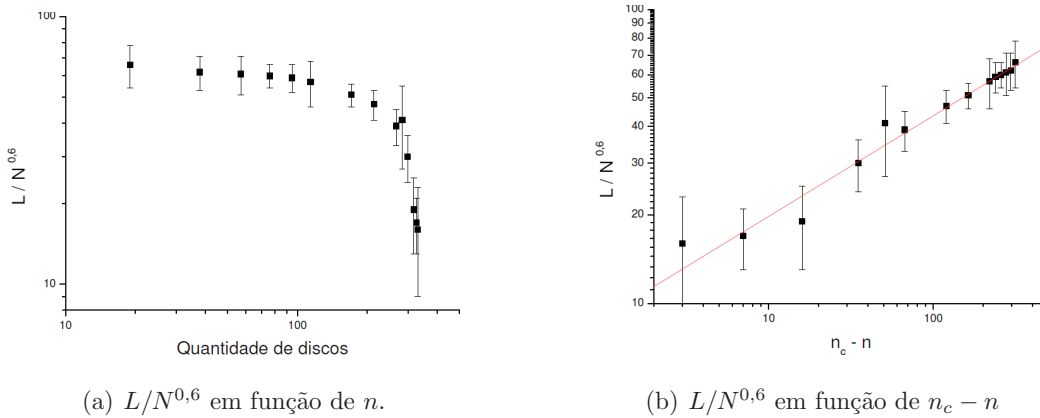 100
10
L / N 0,6
10
100
Quantidade de discos
100
90
80
70
60
50
40
30
20
10
L / N 0,6
10
100
n c - n
(a) L/N^{0,6} em função de n.
(b) L/N^{0,6} em função de n_c − n